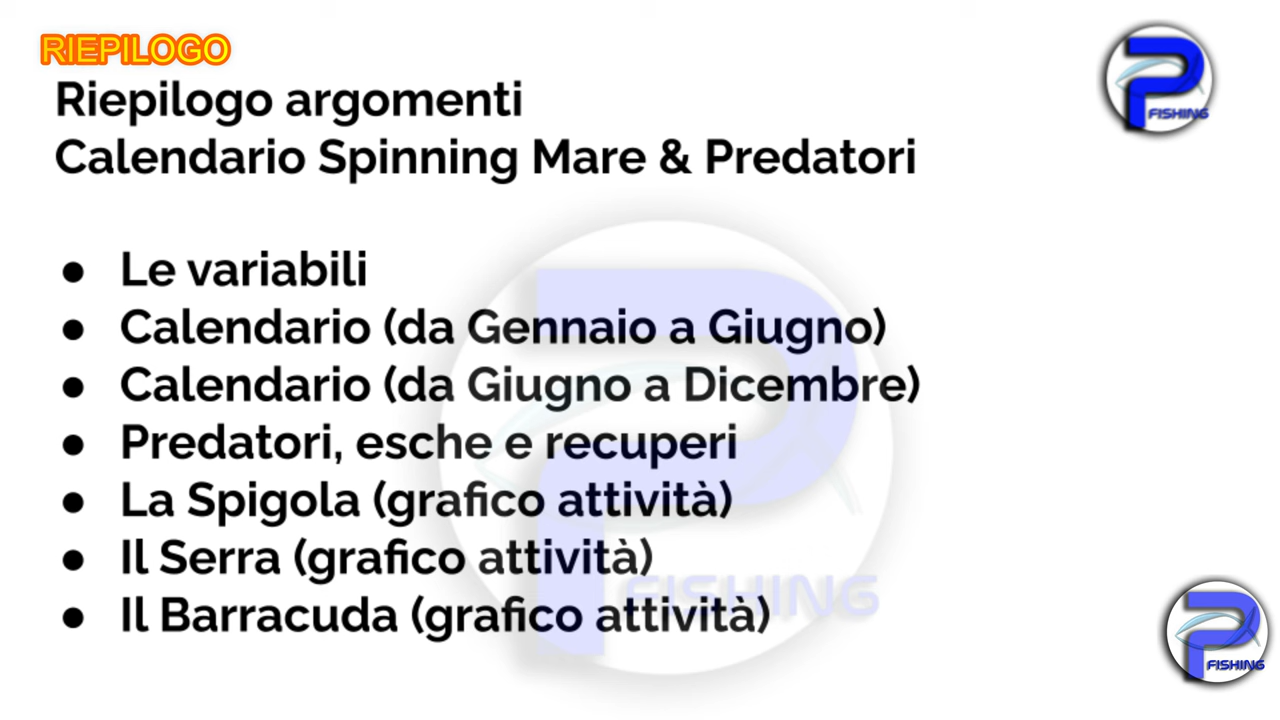 RIEPILOGO
Riepilogo argomenti
Calendario Spinning Mare & Predatori
● Le variabili
● Calendario (da Gennaio a Giugno)
● Calendario (da Giugno a Dicembre)
● Predatori, esche e recuperi
● La Spigola (grafico attività)
● Il Serra (grafico attività)
● Il Barracuda (grafico attività)
P
FISHING
P
FISHING
P
FISHING